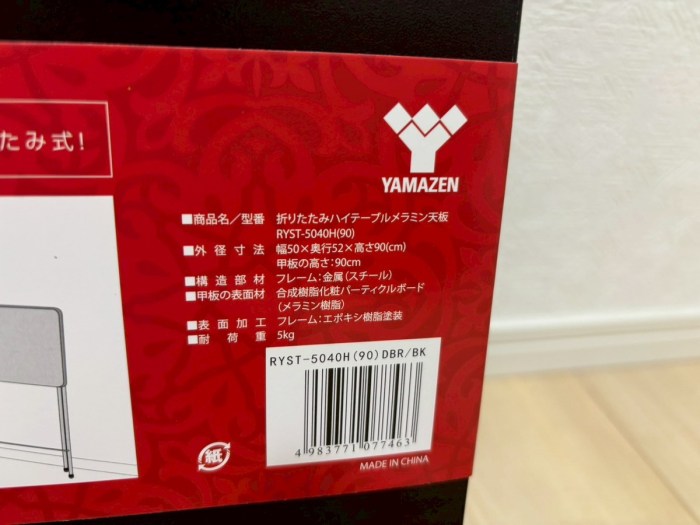 たみ式!
YAMAZEN
■商品名/型番 折りたたみハイテーブルメラミン天板
RYST-5040H(90)
■外径寸法 幅50×奥行52×高さ90(cm)
甲板の高さ:90cm
■構造部材 フレーム:金属(スチール)
■甲板の表面材 合成樹脂化粧パーティクルボード
(メラミン樹脂)
■表面加工 フレーム:エポキシ樹脂塗装
■耐荷重 5kg
RYST-5040H(90)DBR/BK
4983771077463
紙
MADE IN CHINA